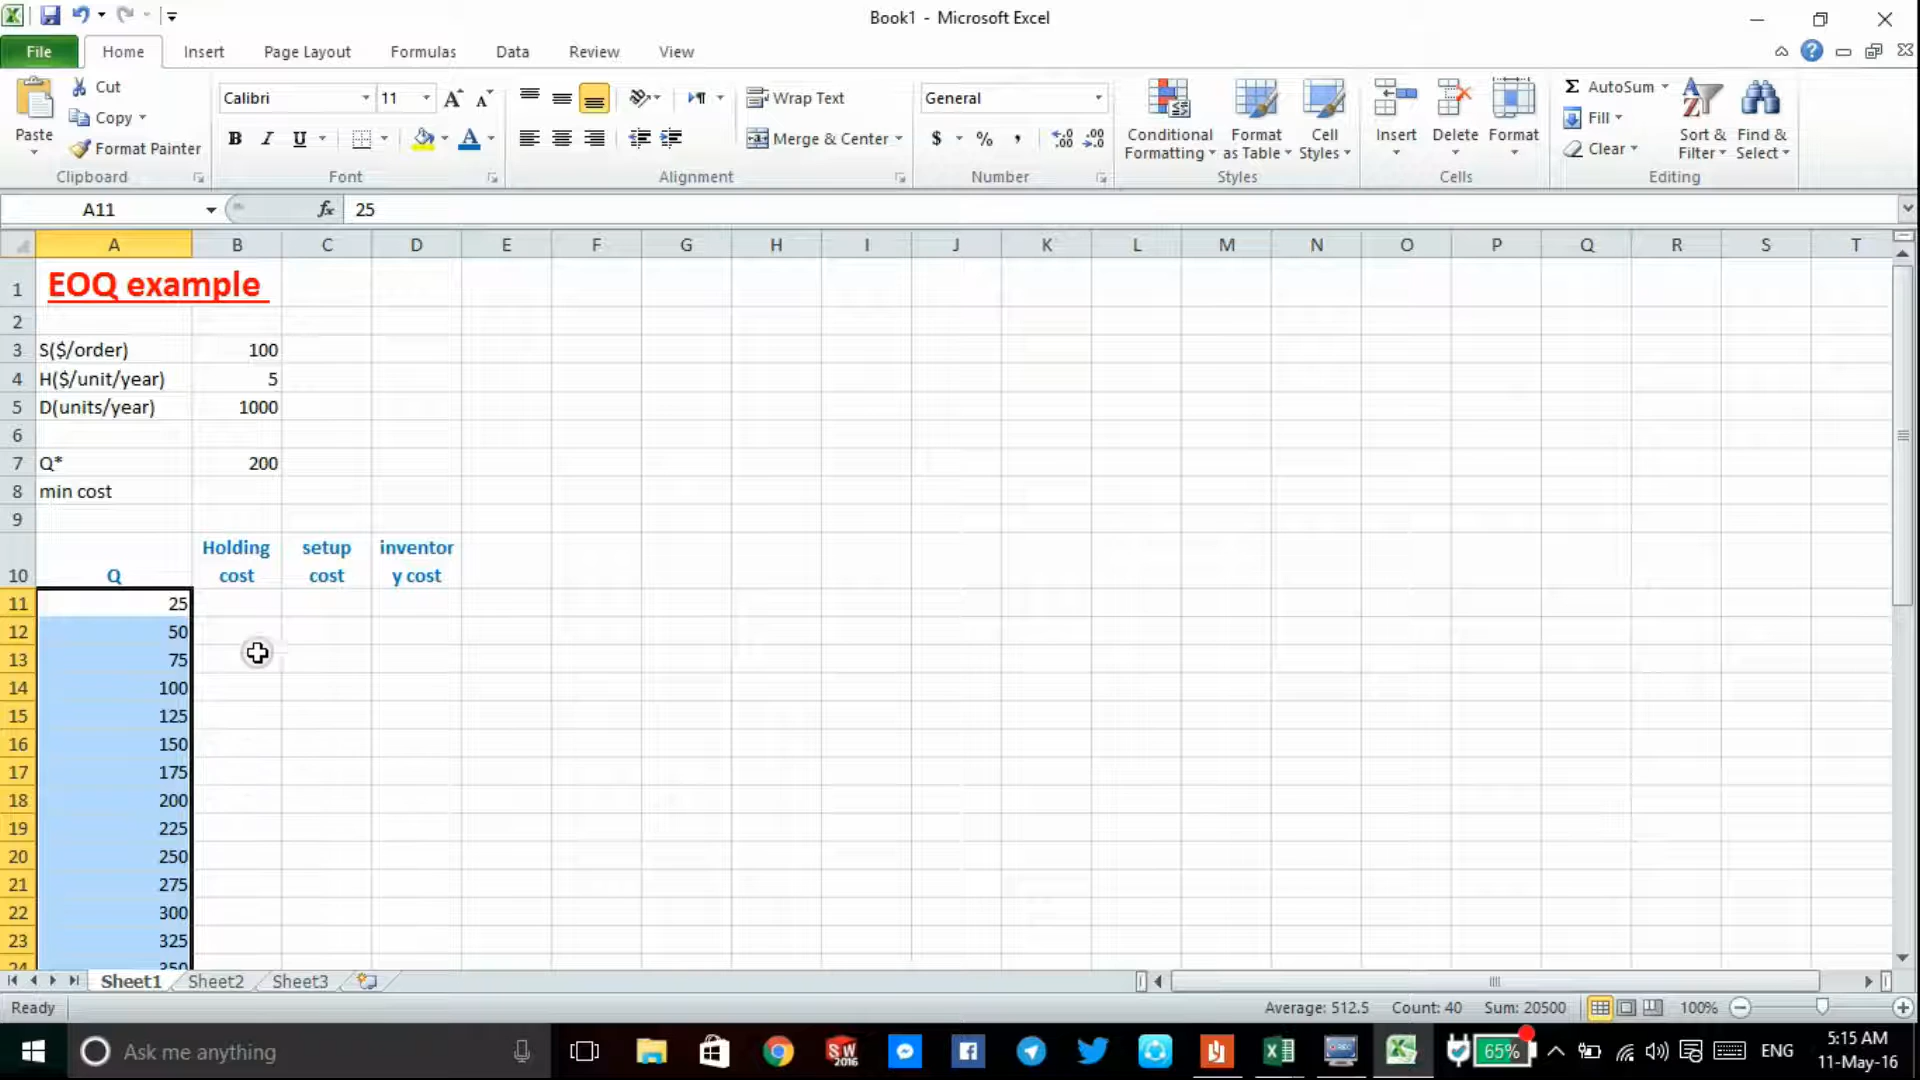 Book1 - Microsoft Excel
File Home Insert Page Layout Formulas Data Review View
Paste
Cut
Copy
Format Painter
Clipboard
Calibri 11
B I U A
Font
Wrap Text
Merge & Center
Alignment
General
$ % ,
Number
Conditional Formatting
Format as Table
Cell Styles
Styles
Insert Delete Format
Cells
AutoSum
Fill
Clear
Sort & Filter
Find & Select
Editing
A11 fx 25
A B C D E F G H I J K L M N O P Q R S T
1 EOQ example
2
3 S($/order) 100
4 H($/unit/year) 5
5 D(units/year) 1000
6
7 Q* 200
8 min cost
9
Holding setup inventor
10 Q cost cost y cost
11 25
12 50
13 75
14 100
15 125
16 150
17 175
18 200
19 225
20 250
21 275
22 300
23 325
24 350
Sheet1 Sheet2 Sheet3
Ready Average: 512.5 Count: 40 Sum: 20500 100%
Ask me anything SW 2016 65% ENG 5:15 AM
11-May-16